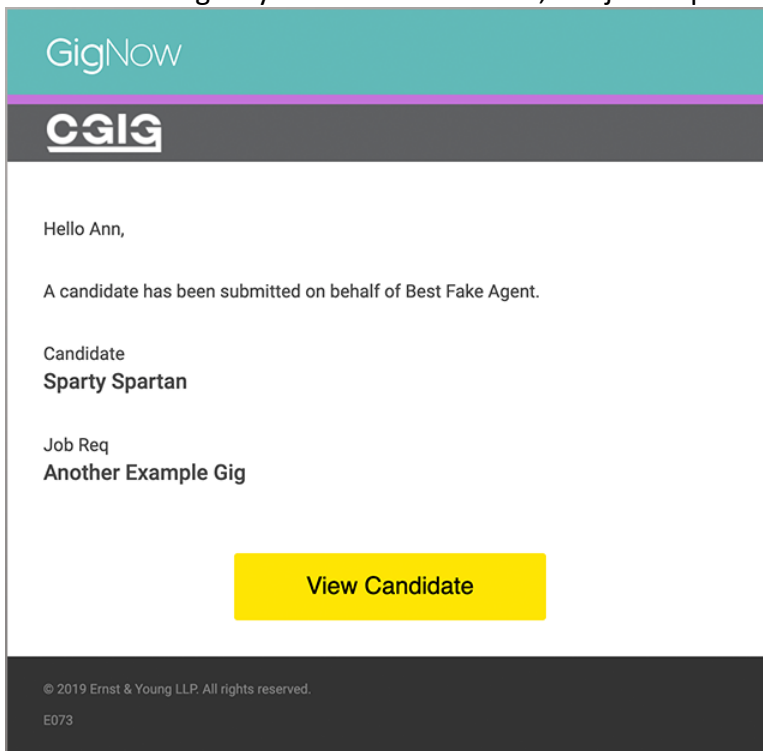 GigNow
CGIG
Hello Ann,
A candidate has been submitted on behalf of Best Fake Agent.
Candidate
Sparty Spartan
Job Req
Another Example Gig
View Candidate
© 2019 Ernst & Young LLP. All rights reserved.
E073